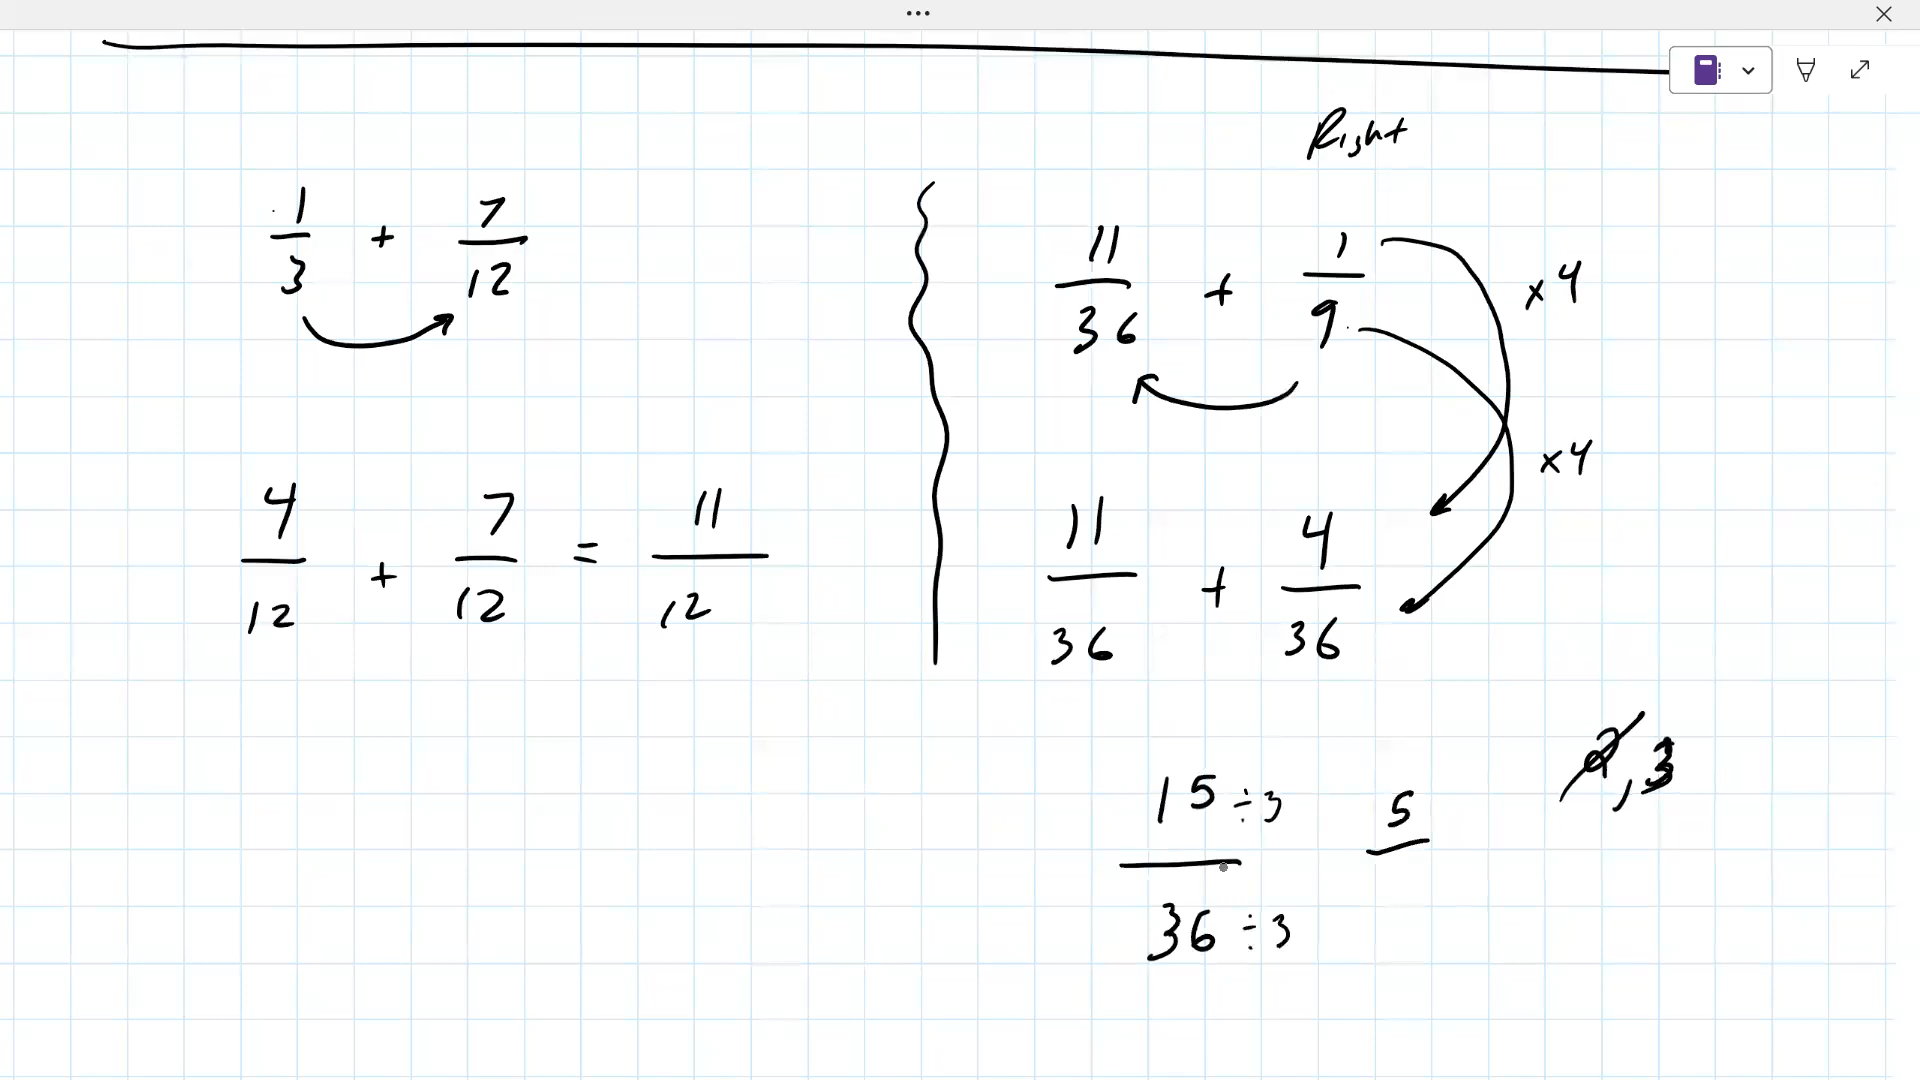 Right
1/3 + 7/12
4/12 + 7/12 = 11/12
11/36 + 1/9
×4
×4
11/36 + 4/36
2, 3
15 ÷3 5
36 ÷3